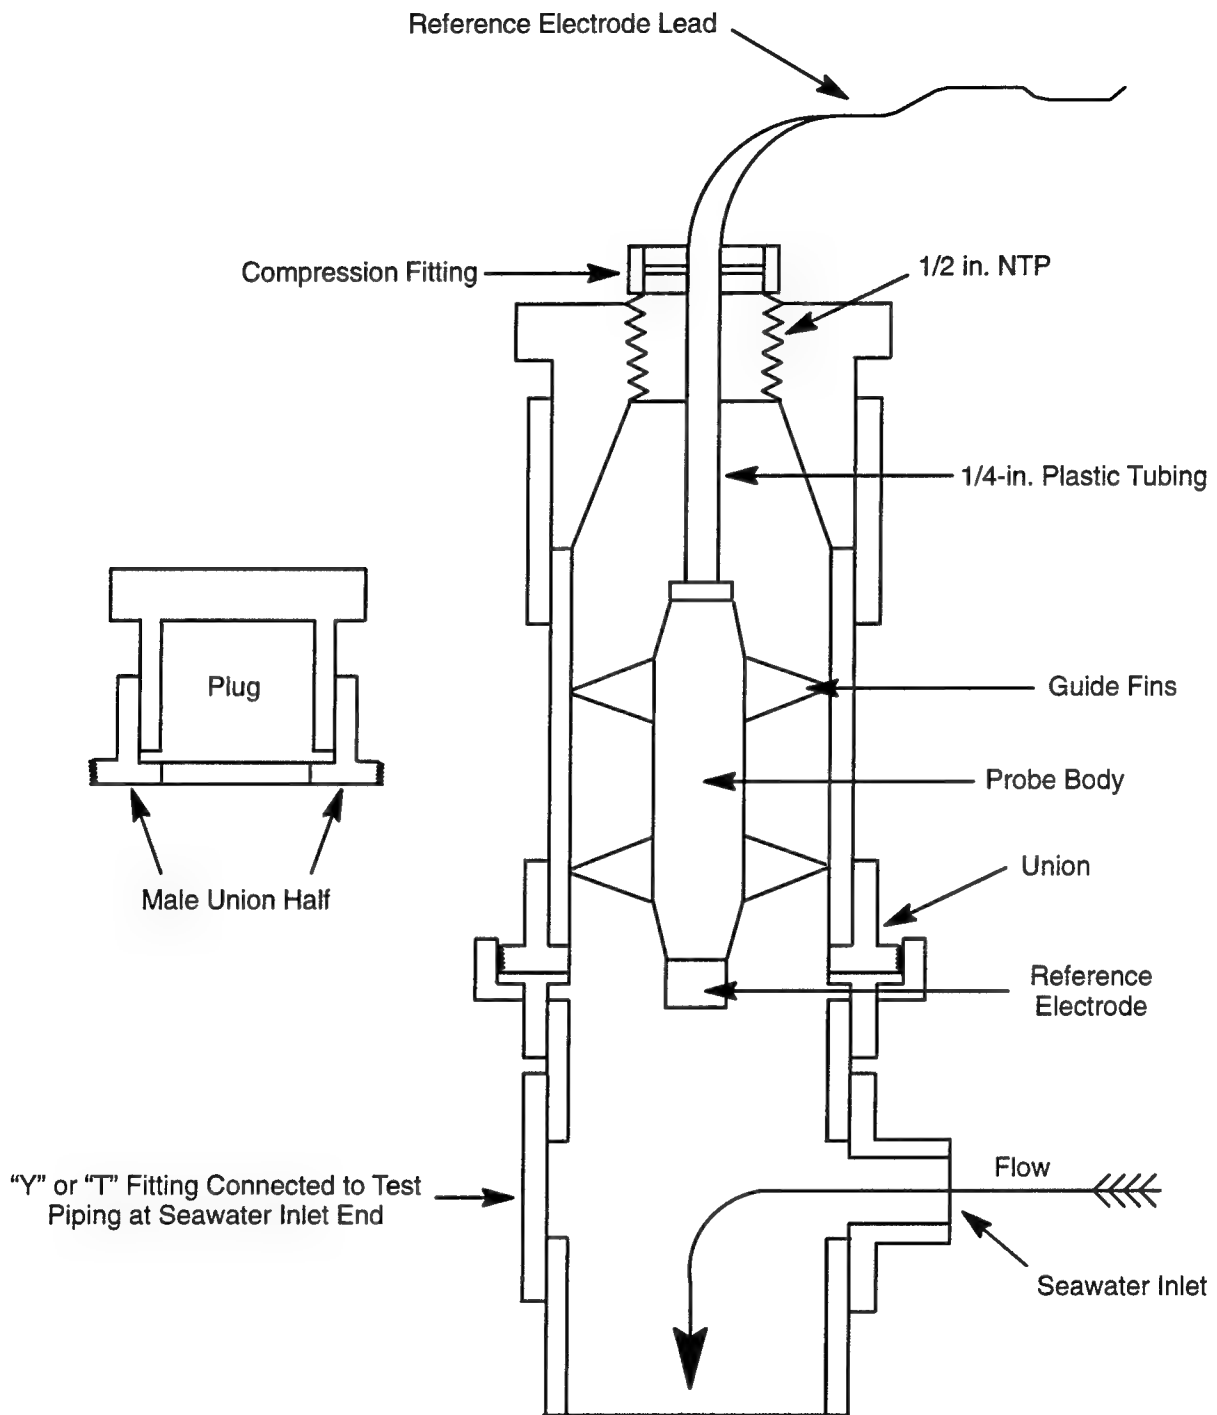 Reference Electrode Lead
Compression Fitting
1/2 in. NTP
1/4-in. Plastic Tubing
Plug
Guide Fins
Probe Body
Male Union Half
Union
Reference
Electrode
"Y" or "T" Fitting Connected to Test
Piping at Seawater Inlet End
Flow
Seawater Inlet